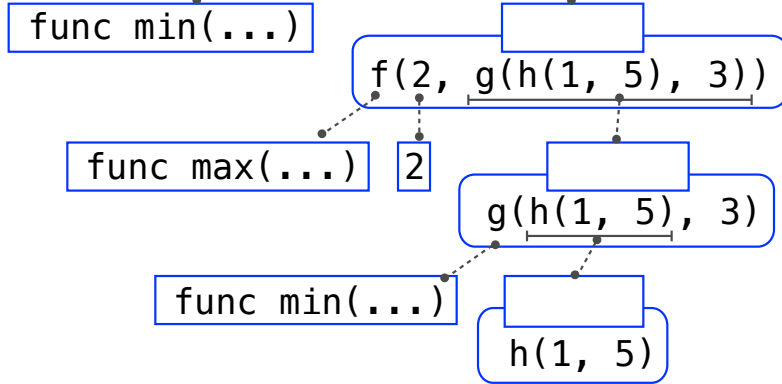 func min(...)
f(2, g(h(1, 5), 3))
func max(...)
2
g(h(1, 5), 3)
func min(...)
h(1, 5)